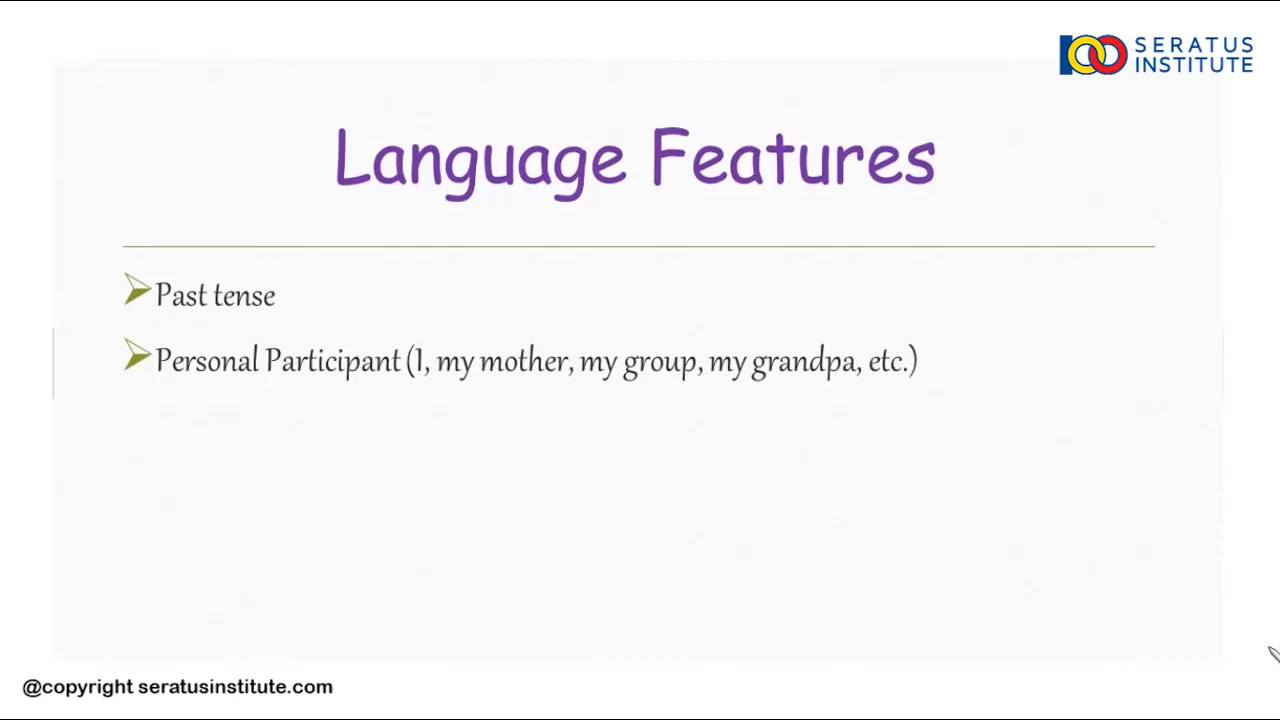 SERATUS
INSTITUTE
Language Features
Past tense
Personal Participant (I, my mother, my group, my grandpa, etc.)
@copyright seratusinstitute.com